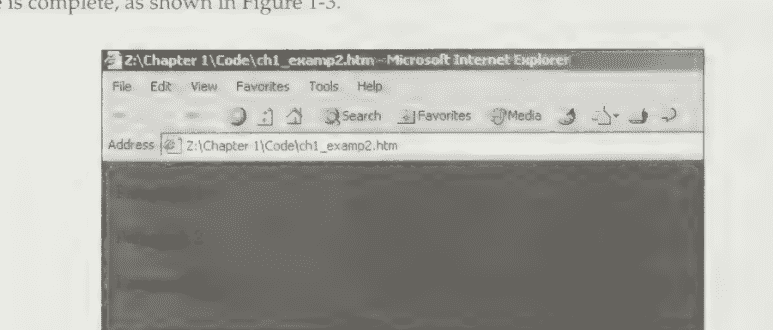 e is complete, as shown in Figure 1-3.
Z:\Chapter 1\Code\ch1_examp2.htm - Microsoft Internet Explorer
File Edit View Favorites Tools Help
Search Favorites Media
Address Z:\Chapter 1\Code\ch1_examp2.htm